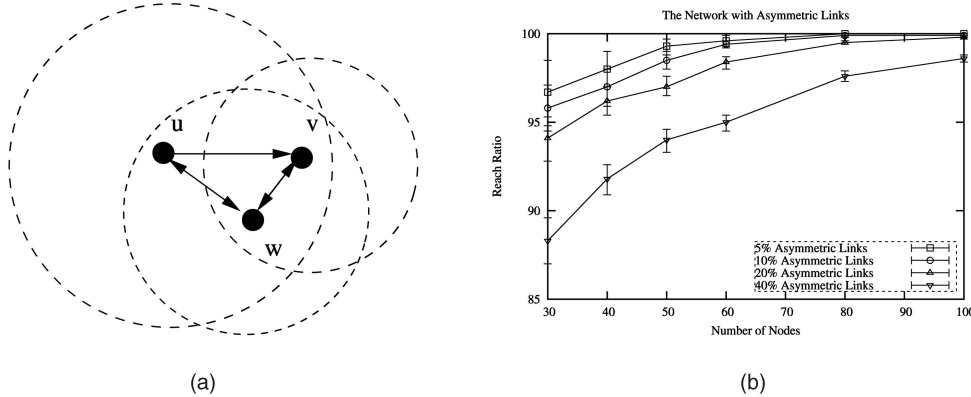 u
v
w
(a)
The Network with Asymmetric Links
100
95
90
85
Reach Ratio
5% Asymmetric Links
10% Asymmetric Links
20% Asymmetric Links
40% Asymmetric Links
30 40 50 60 70 80 90 100
Number of Nodes
(b)